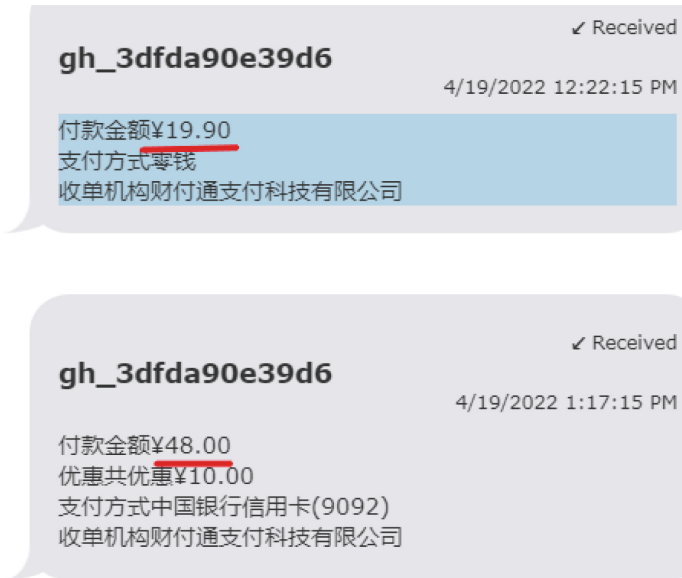 ↙ Received
gh_3dfda90e39d6
4/19/2022 12:22:15 PM
付款金额¥19.90
支付方式零钱
收单机构财付通支付科技有限公司
↙ Received
gh_3dfda90e39d6
4/19/2022 1:17:15 PM
付款金额¥48.00
优惠共优惠¥10.00
支付方式中国银行信用卡(9092)
收单机构财付通支付科技有限公司